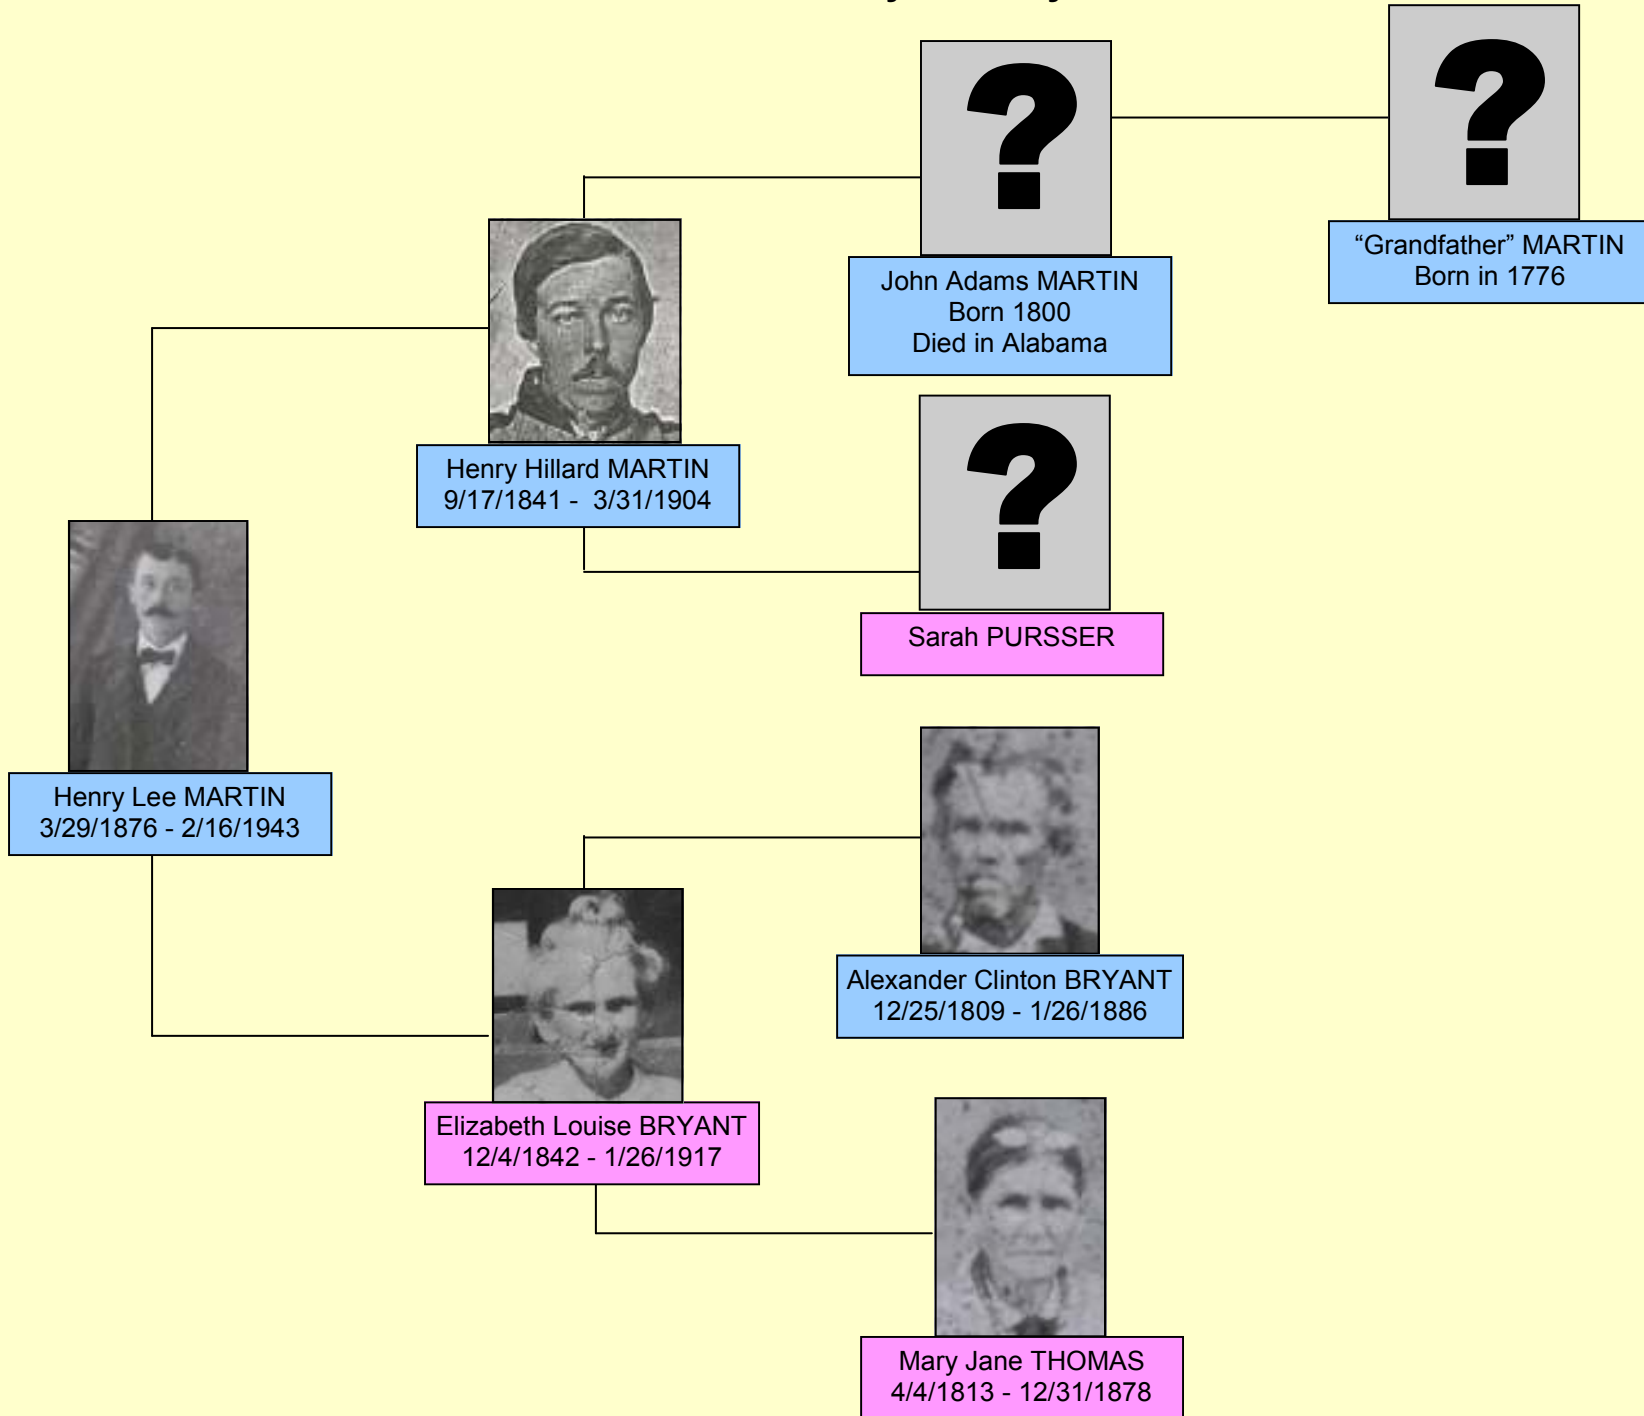 ?
?
“Grandfather” MARTIN
Born in 1776
John Adams MARTIN
Born 1800
Died in Alabama
Henry Hillard MARTIN
9/17/1841 - 3/31/1904
?
Sarah PURSSER
Henry Lee MARTIN
3/29/1876 - 2/16/1943
Alexander Clinton BRYANT
12/25/1809 - 1/26/1886
Elizabeth Louise BRYANT
12/4/1842 - 1/26/1917
Mary Jane THOMAS
4/4/1813 - 12/31/1878